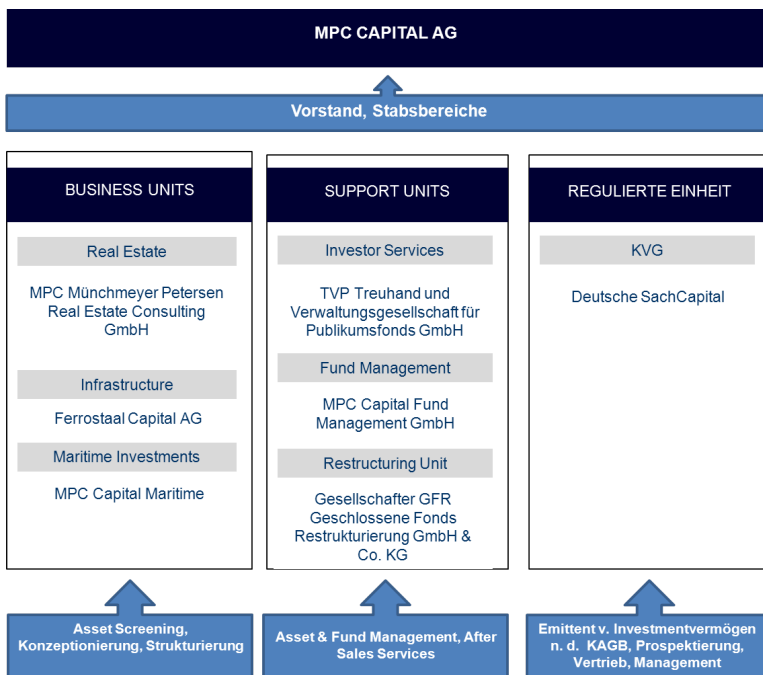 MPC CAPITAL AG
Vorstand, Stabsbereiche
BUSINESS UNITS
Real Estate
MPC Münchmeyer Petersen
Real Estate Consulting
GmbH
Infrastructure
Ferrostaal Capital AG
Maritime Investments
MPC Capital Maritime
SUPPORT UNITS
Investor Services
TVP Treuhand und
Verwaltungsgesellschaft für
Publikumsfonds GmbH
Fund Management
MPC Capital Fund
Management GmbH
Restructuring Unit
Gesellschafter GFR
Geschlossene Fonds
Restrukturierung GmbH &
Co. KG
REGULIERTE EINHEIT
KVG
Deutsche SachCapital
Asset Screening,
Konzeptionierung, Strukturierung
Asset & Fund Management, After
Sales Services
Emittent v. Investmentvermögen
n. d. KAGB, Prospektierung,
Vertrieb, Management